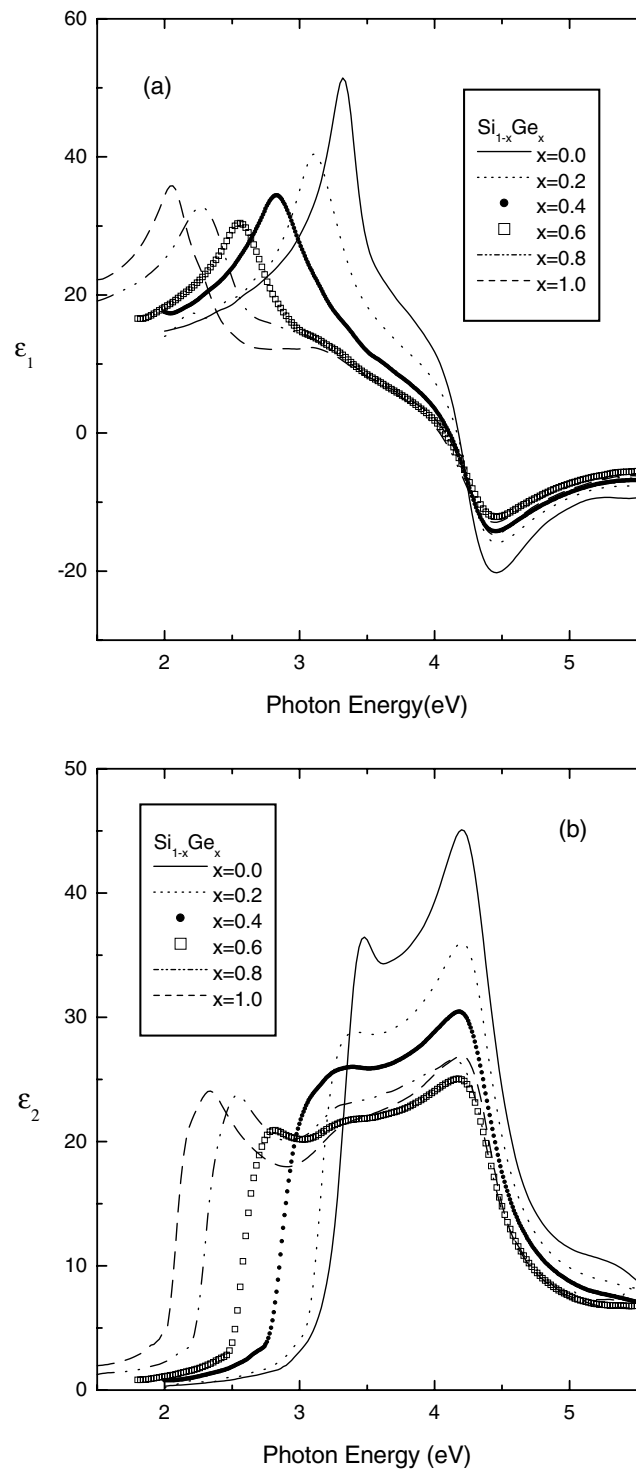 60
(a)
Si1-xGex
x=0.0
x=0.2
x=0.4
x=0.6
x=0.8
x=1.0
40
20
ε1
0
-20
2 3 4 5
Photon Energy(eV)
50
(b)
Si1-xGex
x=0.0
x=0.2
x=0.4
x=0.6
x=0.8
x=1.0
40
30
ε2
20
10
0
2 3 4 5
Photon Energy (eV)